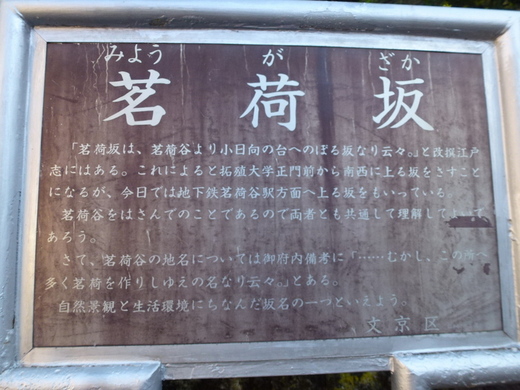 みよう が ざか
茗荷坂
「茗荷坂は、茗荷谷より小日向の台へのぼる坂なり云々。」と改撰江戸
志にはある。これによると拓殖大学正門前から南西に上る坂をさすこと
になるが、今日では地下鉄茗荷谷駅方面へ上る坂をもいっている
茗荷谷をはさんでのことであるので両者とも共通して理解して
あろう。
さて、茗荷谷の地名については御府内備考に「……むかし、この所へ
多く茗荷を作りしゆえの名なり云々。」とある。
自然景観と生活環境にちなんだ坂名の一つといえよう。
文京区